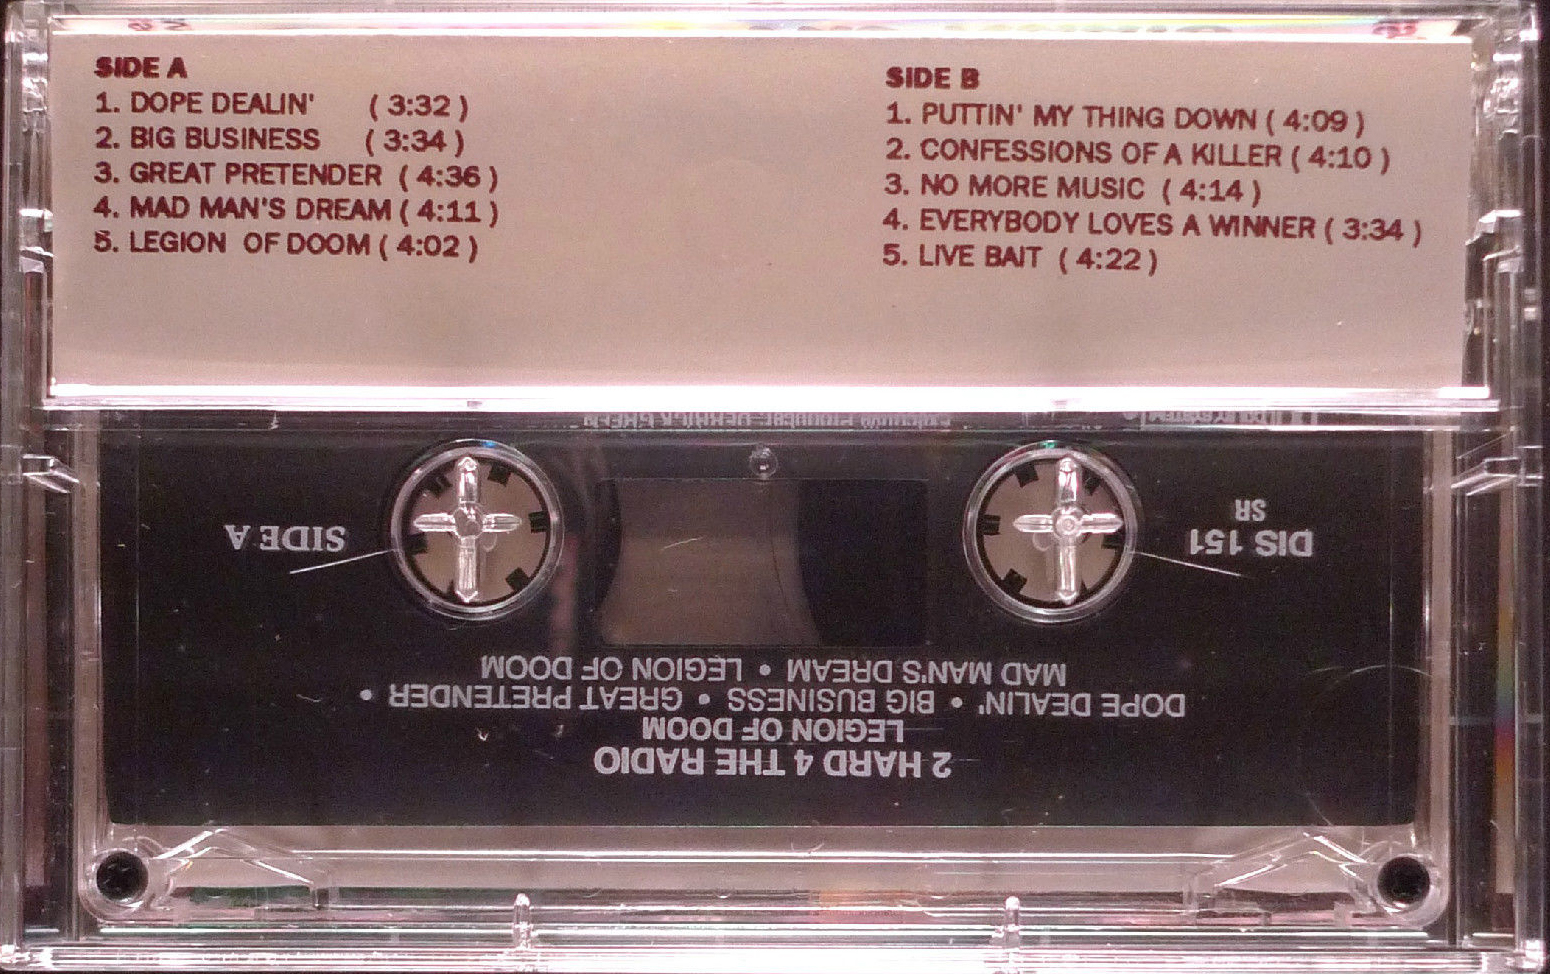 SIDE A
1. DOPE DEALIN' ( 3:32 )
2. BIG BUSINESS ( 3:34 )
3. GREAT PRETENDER ( 4:36 )
4. MAD MAN'S DREAM ( 4:11 )
5. LEGION OF DOOM ( 4:02 )
SIDE B
1. PUTTIN' MY THING DOWN ( 4:09 )
2. CONFESSIONS OF A KILLER ( 4:10 )
3. NO MORE MUSIC ( 4:14 )
4. EVERYBODY LOVES A WINNER ( 3:34 )
5. LIVE BAIT ( 4:22 )
2 HARD 4 THE RADIO
LEGION OF DOOM
DOPE DEALIN' • BIG BUSINESS • GREAT PRETENDER •
MAD MAN'S DREAM • LEGION OF DOOM
DIS 151
SR
SIDE A